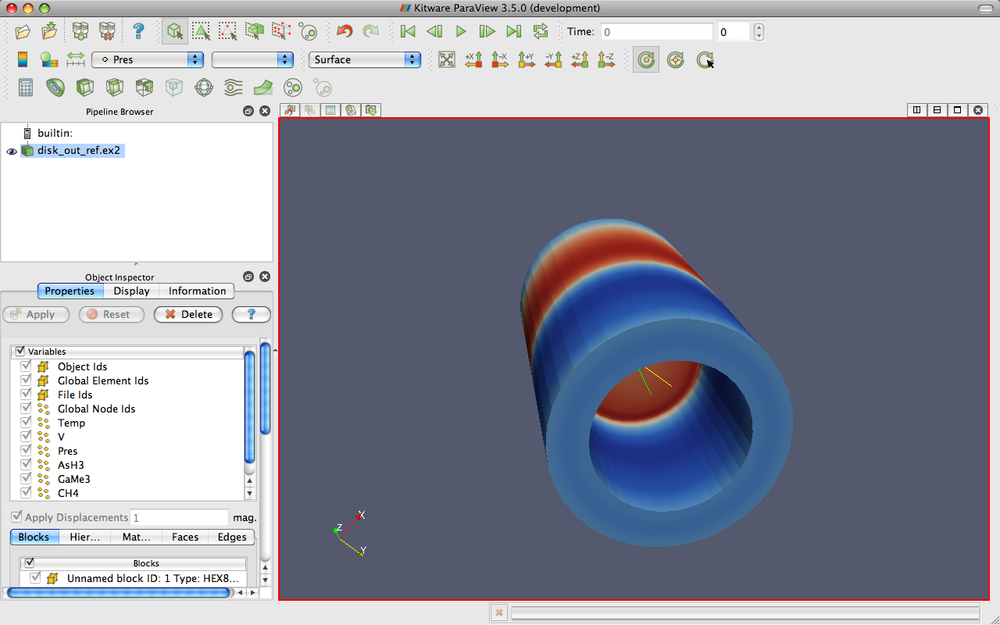 Kitware ParaView 3.5.0 (development)
?
Time: 0 0
Pres Surface +X -X +Y -Y +Z -Z
Pipeline Browser
builtin:
disk_out_ref.ex2
Object Inspector
Properties Display Information
Apply Reset Delete ?
Variables
Object Ids
Global Element Ids
File Ids
Global Node Ids
Temp
V
Pres
AsH3
GaMe3
CH4
Apply Displacements 1 mag.
Blocks Hier... Mat... Faces Edges
Blocks
Unnamed block ID: 1 Type: HEX8...
X
Z
Y